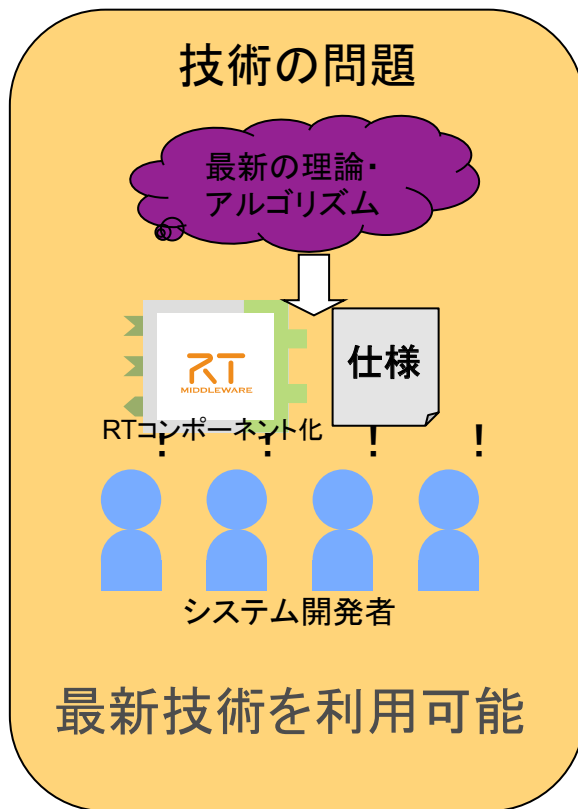 技術の問題
最新の理論・
アルゴリズム
RT
MIDDLEWARE
仕様
RTコンポーネント化
! ! ! !
システム開発者
最新技術を利用可能